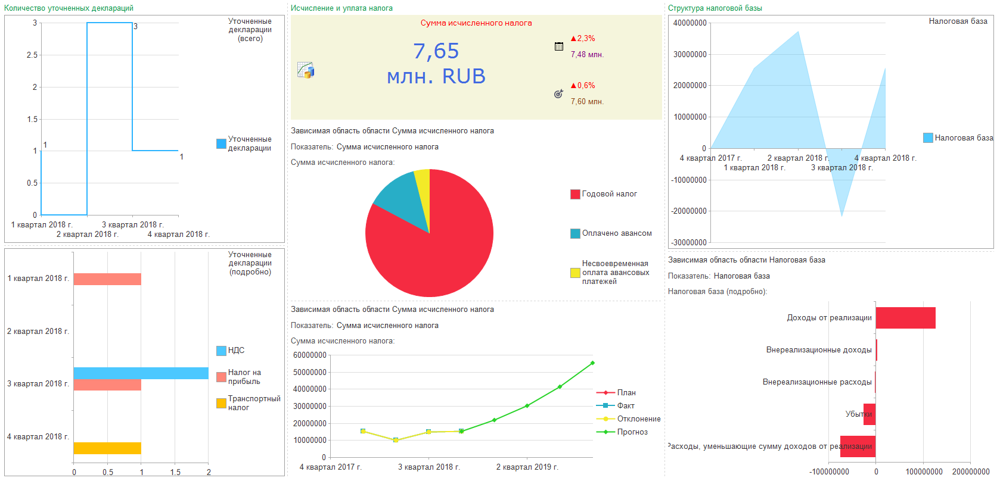 Количество уточненных деклараций
Уточненные
декларации
(всего)
3
2.5
2
1.5
1
0.5
0
1
3
1
1 квартал 2018 г.
2 квартал 2018 г.
3 квартал 2018 г.
4 квартал 2018 г.
Уточненные
декларации
Уточненные
декларации
(подробно)
1 квартал 2018 г.
2 квартал 2018 г.
3 квартал 2018 г.
4 квартал 2018 г.
0 0.5 1 1.5 2
НДС
Налог на
прибыль
Транспортный
налог
Исчисление и уплата налога
Сумма исчисленного налога
7,65
млн. RUB
▲2,3%
7,48 млн.
▲0,6%
7,60 млн.
Зависимая область области Сумма исчисленного налога
Показатель: Сумма исчисленного налога
Сумма исчисленного налога:
Годовой налог
Оплачено авансом
Несвоевременная
оплата авансовых
платежей
Зависимая область области Сумма исчисленного налога
Показатель: Сумма исчисленного налога
Сумма исчисленного налога:
60000000
50000000
40000000
30000000
20000000
10000000
0
4 квартал 2017 г. 3 квартал 2018 г. 2 квартал 2019 г.
План
Факт
Отклонение
Прогноз
Структура налоговой базы
Налоговая база
40000000
30000000
20000000
10000000
0
-10000000
-20000000
-30000000
4 квартал 2017 г.
1 квартал 2018 г.
2 квартал 2018 г.
3 квартал 2018 г.
4 квартал 2018 г.
Налоговая база
Зависимая область области Налоговая база
Показатель: Налоговая база
Налоговая база (подробно):
Доходы от реализации
Внереализационные доходы
Внереализационные расходы
Убытки
Расходы, уменьшающие сумму доходов от реализации
-100000000 0 100000000 200000000